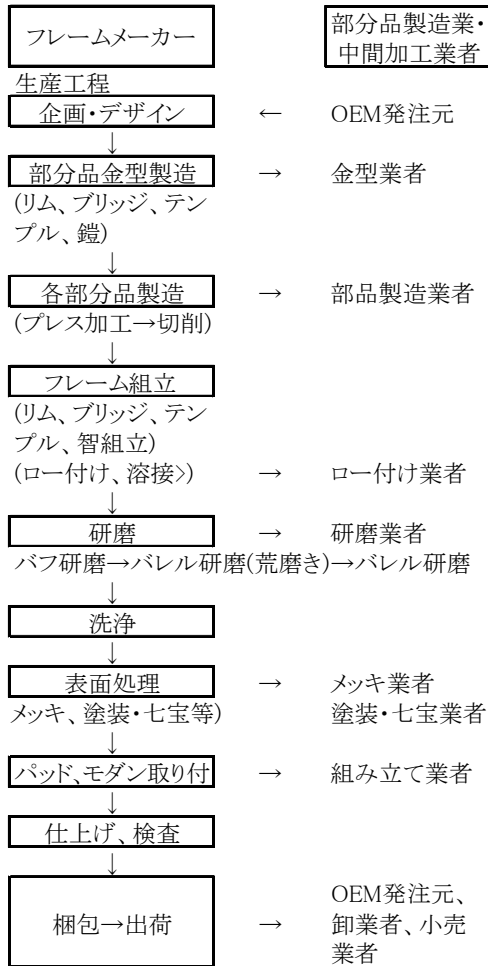 フレームメーカー
部分品製造業・
中間加工業者
生産工程
企画・デザイン ← OEM発注元
↓
部分品金型製造 → 金型業者
(リム、ブリッジ、テン
プル、鎧)
↓
各部分品製造 → 部品製造業者
(プレス加工→切削)
↓
フレーム組立
(リム、ブリッジ、テン
プル、智組立)
(ロー付け、溶接>) → ロー付け業者
↓
研磨 → 研磨業者
バフ研磨→バレル研磨(荒磨き)→バレル研磨
↓
洗浄
↓
表面処理 → メッキ業者
メッキ、塗装・七宝等) 塗装・七宝業者
↓
パッド、モダン取り付 → 組み立て業者
↓
仕上げ、検査
↓
梱包→出荷 → OEM発注元、
卸業者、小売
業者